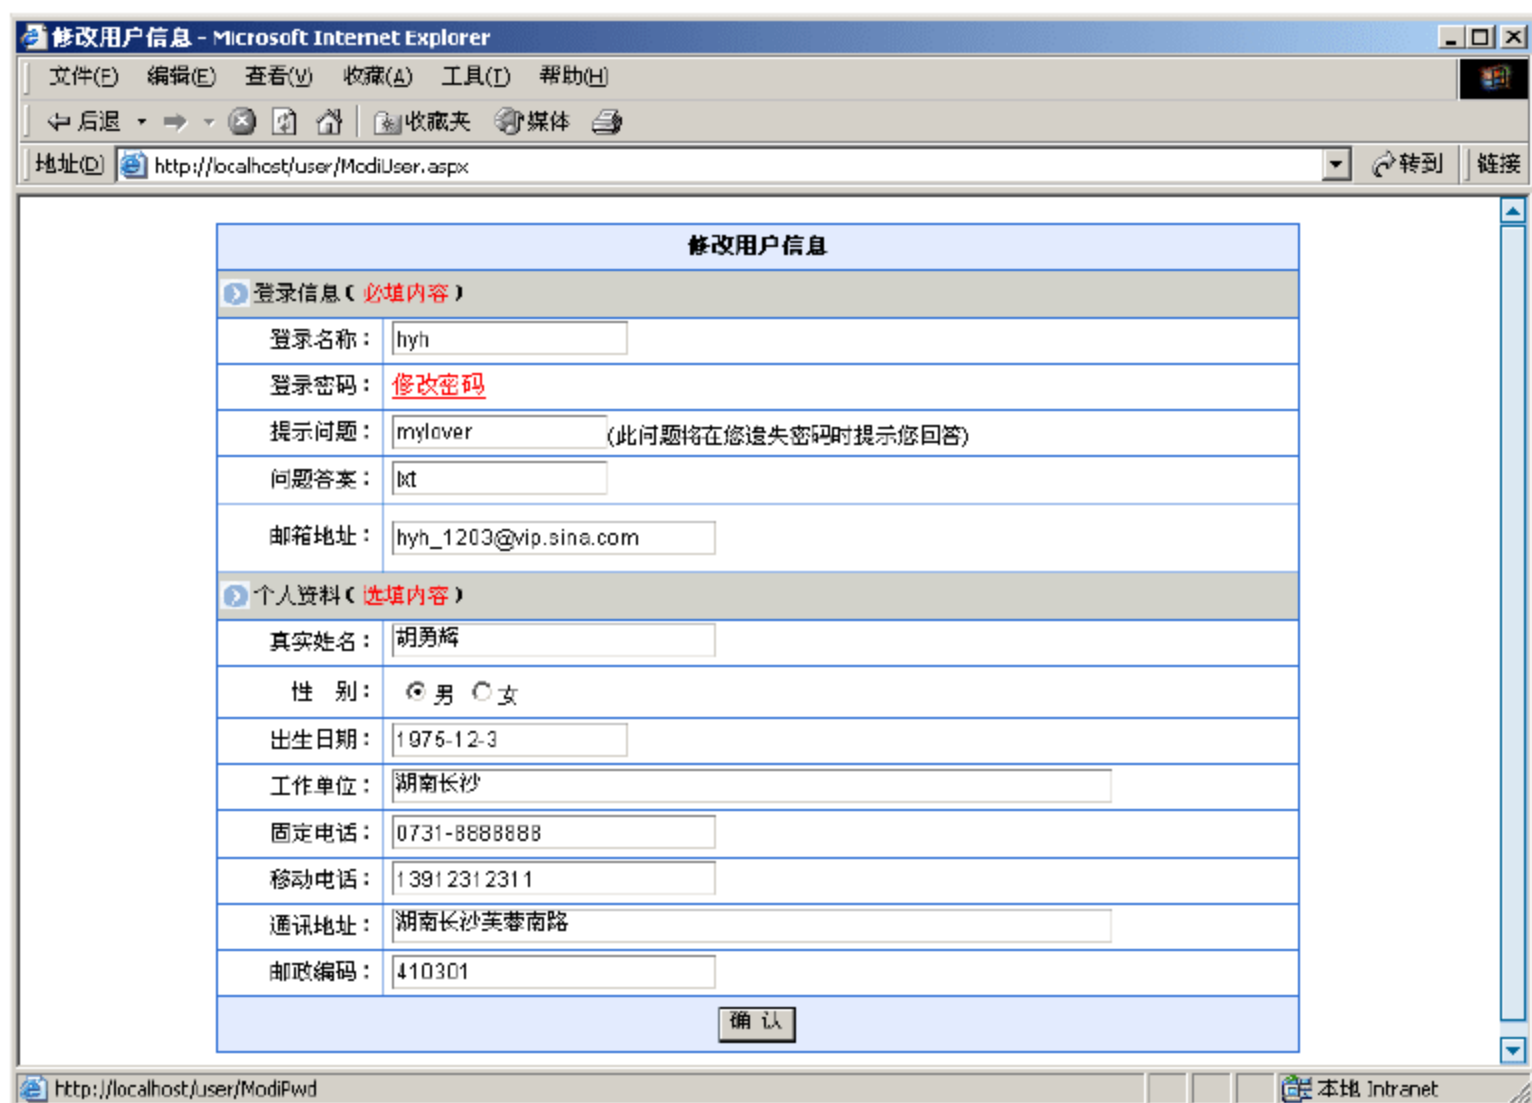 修改用户信息 - Microsoft Internet Explorer
文件(F) 编辑(E) 查看(V) 收藏(A) 工具(T) 帮助(H)
后退 收藏夹 媒体
地址(D) http://localhost/user/ModiUser.aspx 转到 链接
修改用户信息
登录信息(必填内容)
登录名称: hyh
登录密码: 修改密码
提示问题: mylover (此问题将在您遗失密码时提示您回答)
问题答案: lxt
邮箱地址: hyh_1203@vip.sina.com
个人资料(选填内容)
真实姓名: 胡勇辉
性 别: 男 女
出生日期: 1975-12-3
工作单位: 湖南长沙
固定电话: 0731-8888888
移动电话: 13912312311
通讯地址: 湖南长沙芙蓉南路
邮政编码: 410301
确 认
http://localhost/user/ModiPwd 本地 Intranet